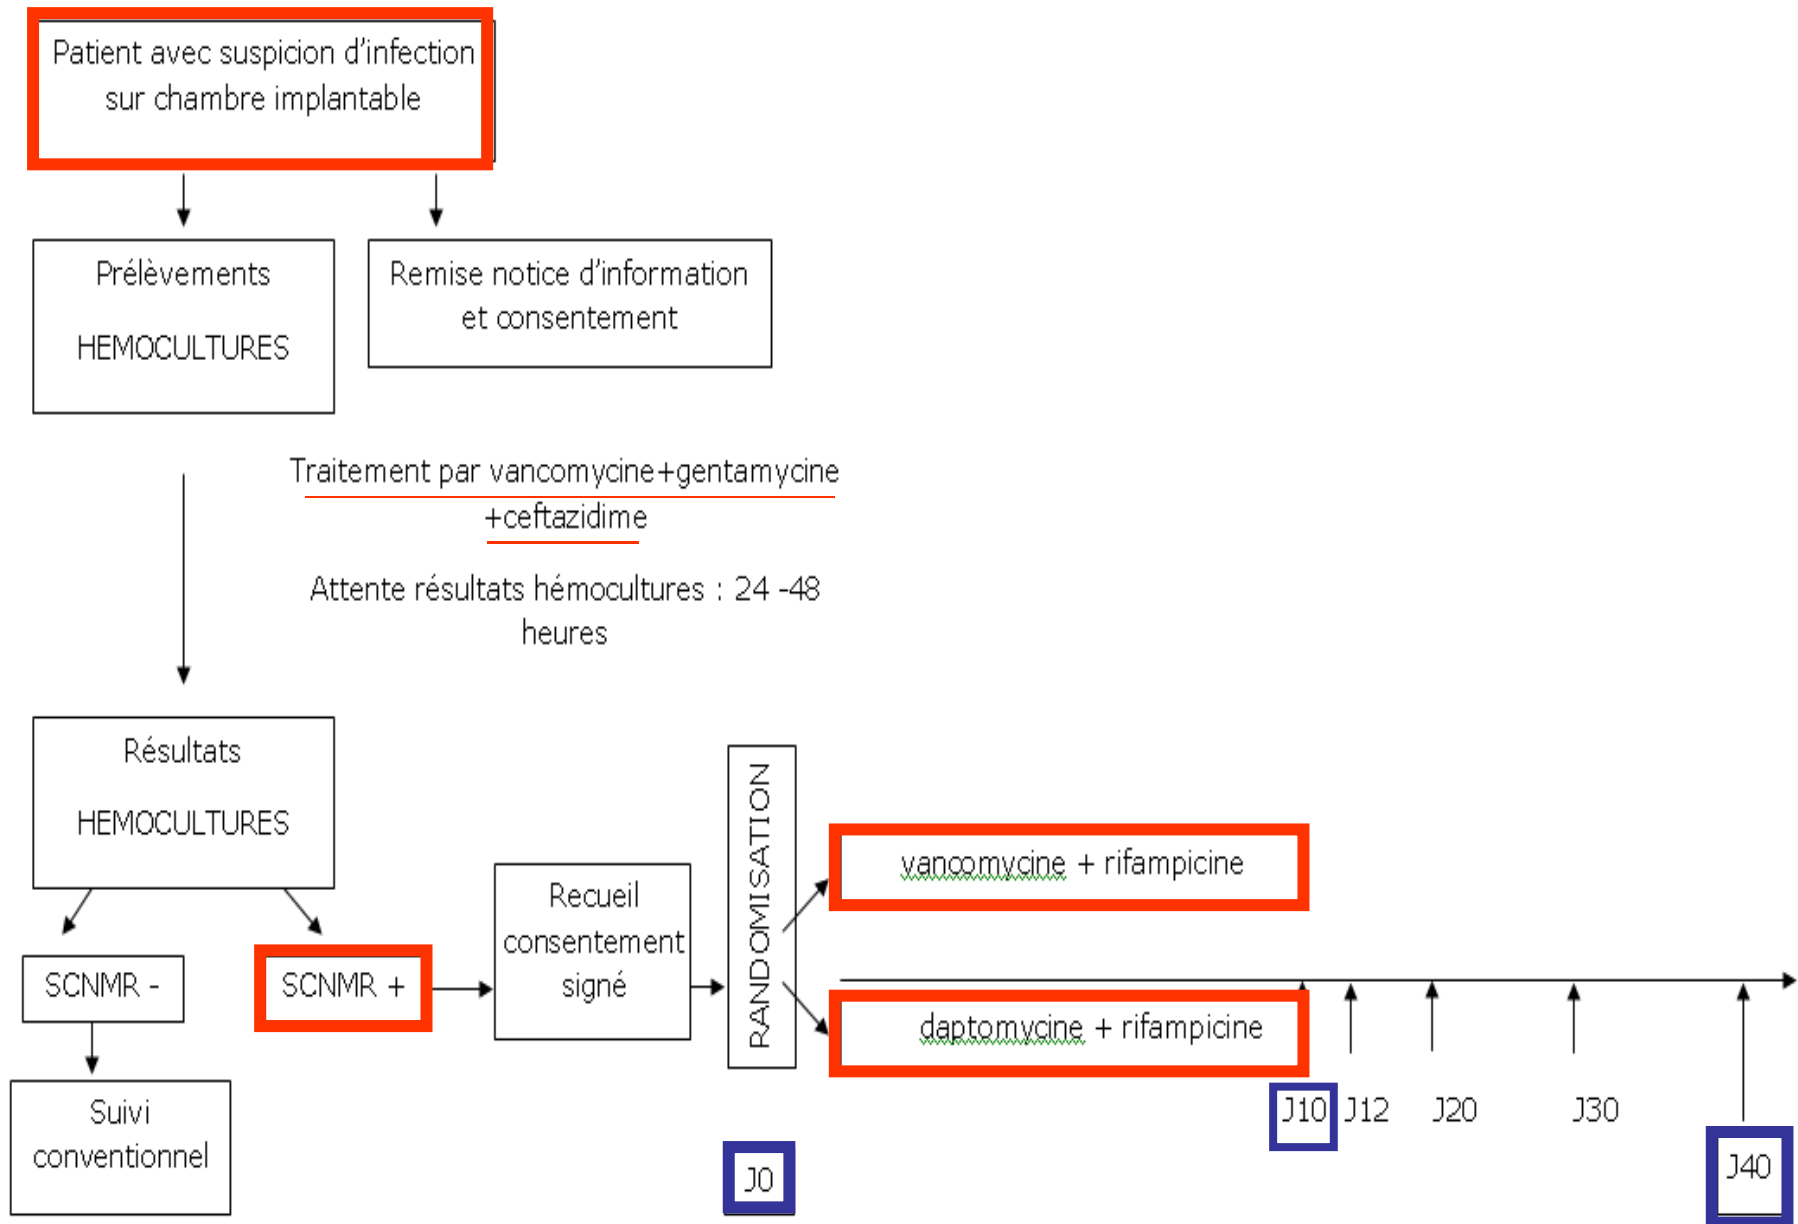 Patient avec suspicion d'infection
sur chambre implantable
Prélèvements
HEMOCULTURES
Remise notice d'information
et consentement
Traitement par vancomycine+gentamycine
+ceftazidime
Attente résultats hémocultures : 24 -48
heures
Résultats
HEMOCULTURES
SCNMR -
SCNMR +
Suivi
conventionnel
Recueil
consentement
signé
RANDOMISATION
vancomycine + rifampicine
daptomycine + rifampicine
J0
J10
J12
J20
J30
J40